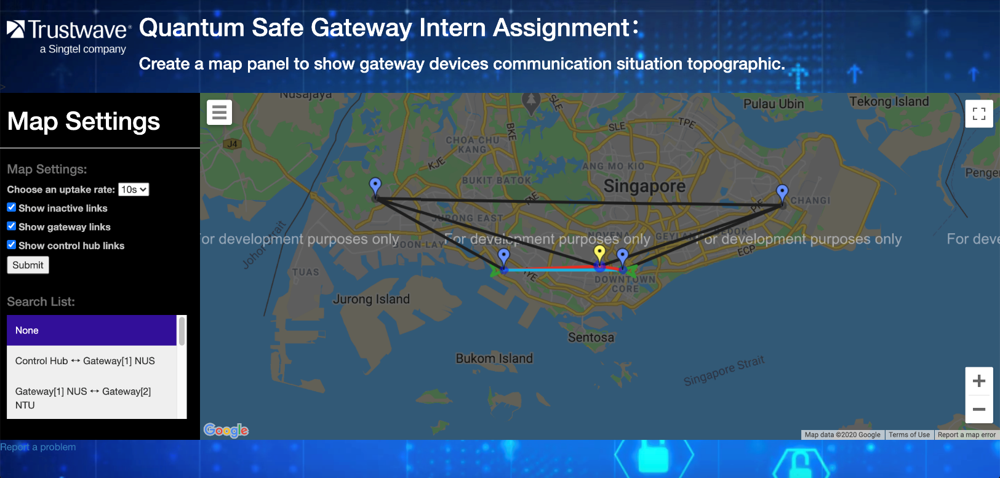 Trustwave®
a Singtel company
Quantum Safe Gateway Intern Assignment:
Create a map panel to show gateway devices communication situation topographic.
>
Map Settings
Map Settings:
Choose an uptake rate: 10s
Show inactive links
Show gateway links
Show control hub links
Submit
Search List:
None
Control Hub ↔ Gateway[1] NUS
Gateway[1] NUS ↔ Gateway[2]
NTU
Nusajaya
SLE
Pulau Ubin
Tekong Island
J4
BKE
SLE
TPE
CHOA CHU
KANG
KJE
ANG MO KIO
Penger
BUKIT BATOK
Singapore
PIE
PIE
CHANGI
JURONG EAST
Johor Strait
For development purposes only
For development purposes only
For development purposes only
For deve
NOVENA
GEYLANG
BEDOK
BOON LAY
ECP
TUAS
AYE
DOWNTOWN
CORE
Jurong Island
Sentosa
Bukom Island
Singapore Strait
Google
Map data ©2020 Google
Terms of Use
Report a map error
Report a problem